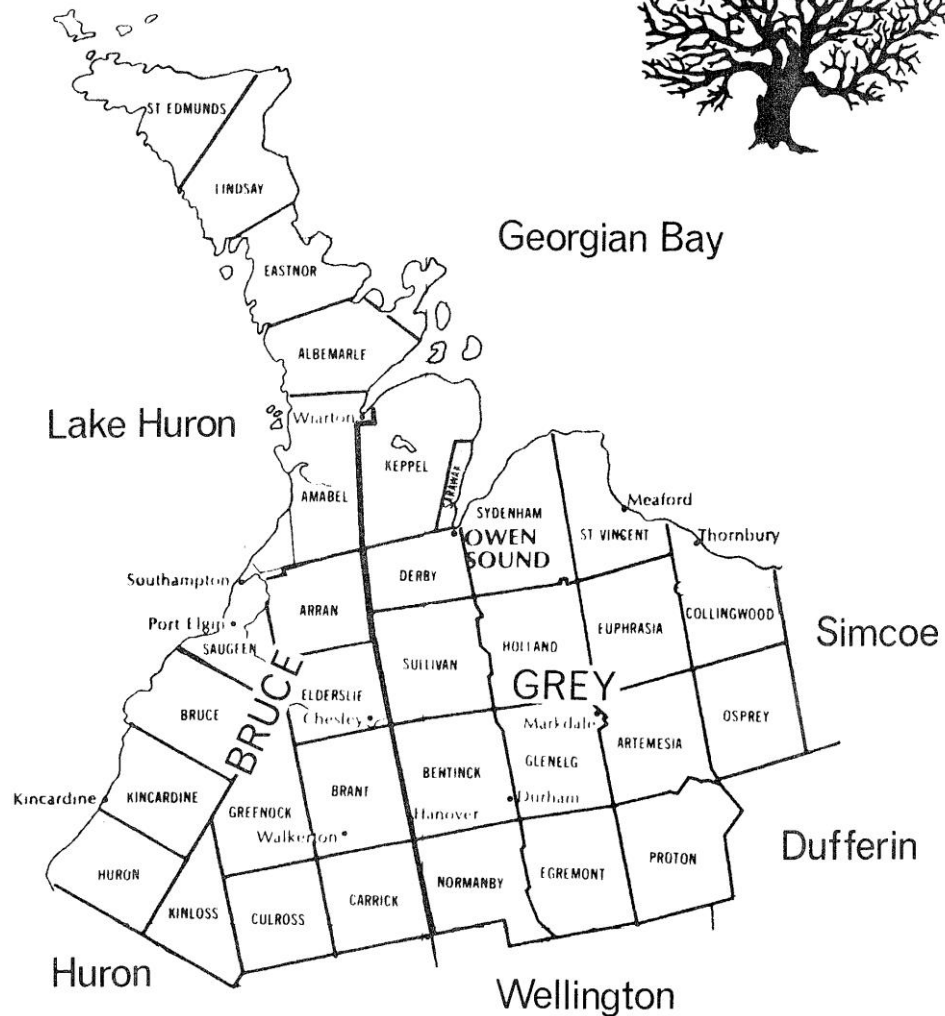 ST EDMUNDS
LINDSAY
Georgian Bay
EASTNOR
ALBEMARLE
Lake Huron
Wiarton
KEPPEL
SARAWAK
AMABEL
SYDENHAM
Meaford
OWEN
SOUND
ST VINCENT
Thornbury
Southampton
DERBY
ARRAN
COLLINGWOOD
Port Elgin
EUPHRASIA
Simcoe
SAUGEEN
HOLLAND
SULLIVAN
BRUCE
ELDERSLIE
GREY
BRUCE
Chesley
Markdale
OSPREY
ARTEMESIA
GLENELG
BENTINCK
Kincardine
KINCARDINE
BRANT
GREENOCK
Durham
Hanover
Walkerton
Dufferin
PROTON
HURON
EGREMONT
NORMANBY
CARRICK
KINLOSS
CULROSS
Huron
Wellington